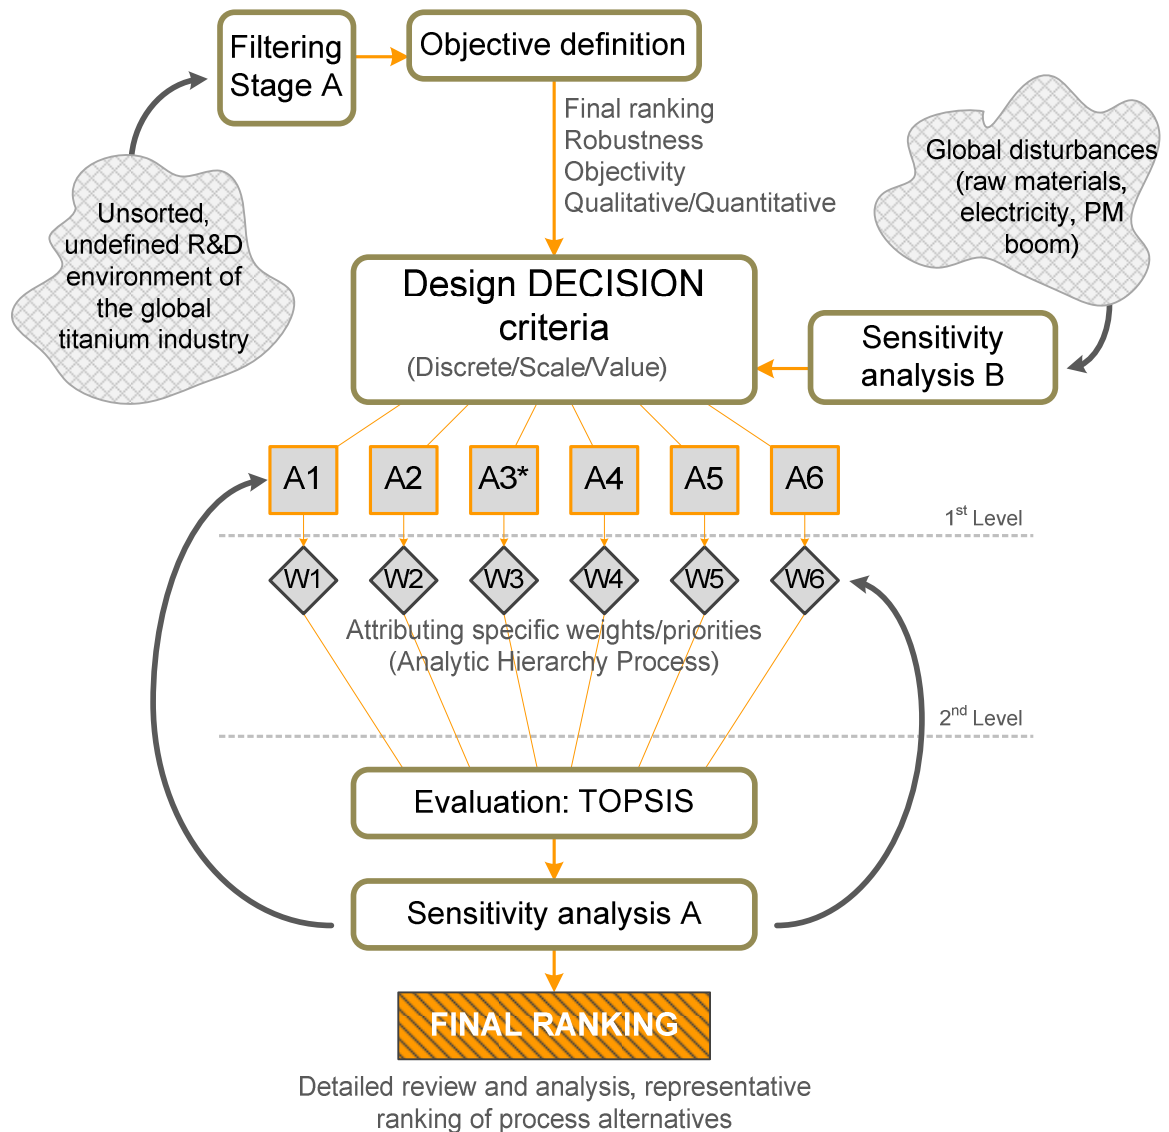 Filtering
Stage A
Objective definition
Final ranking
Robustness
Objectivity
Qualitative/Quantitative
Global disturbances
(raw materials,
electricity, PM
boom)
Unsorted,
undefined R&D
environment of
the global
titanium industry
Design DECISION
criteria
(Discrete/Scale/Value)
Sensitivity
analysis B
A1
A2
A3*
A4
A5
A6
1st Level
W1
W2
W3
W4
W5
W6
Attributing specific weights/priorities
(Analytic Hierarchy Process)
2nd Level
Evaluation: TOPSIS
Sensitivity analysis A
FINAL RANKING
Detailed review and analysis, representative
ranking of process alternatives